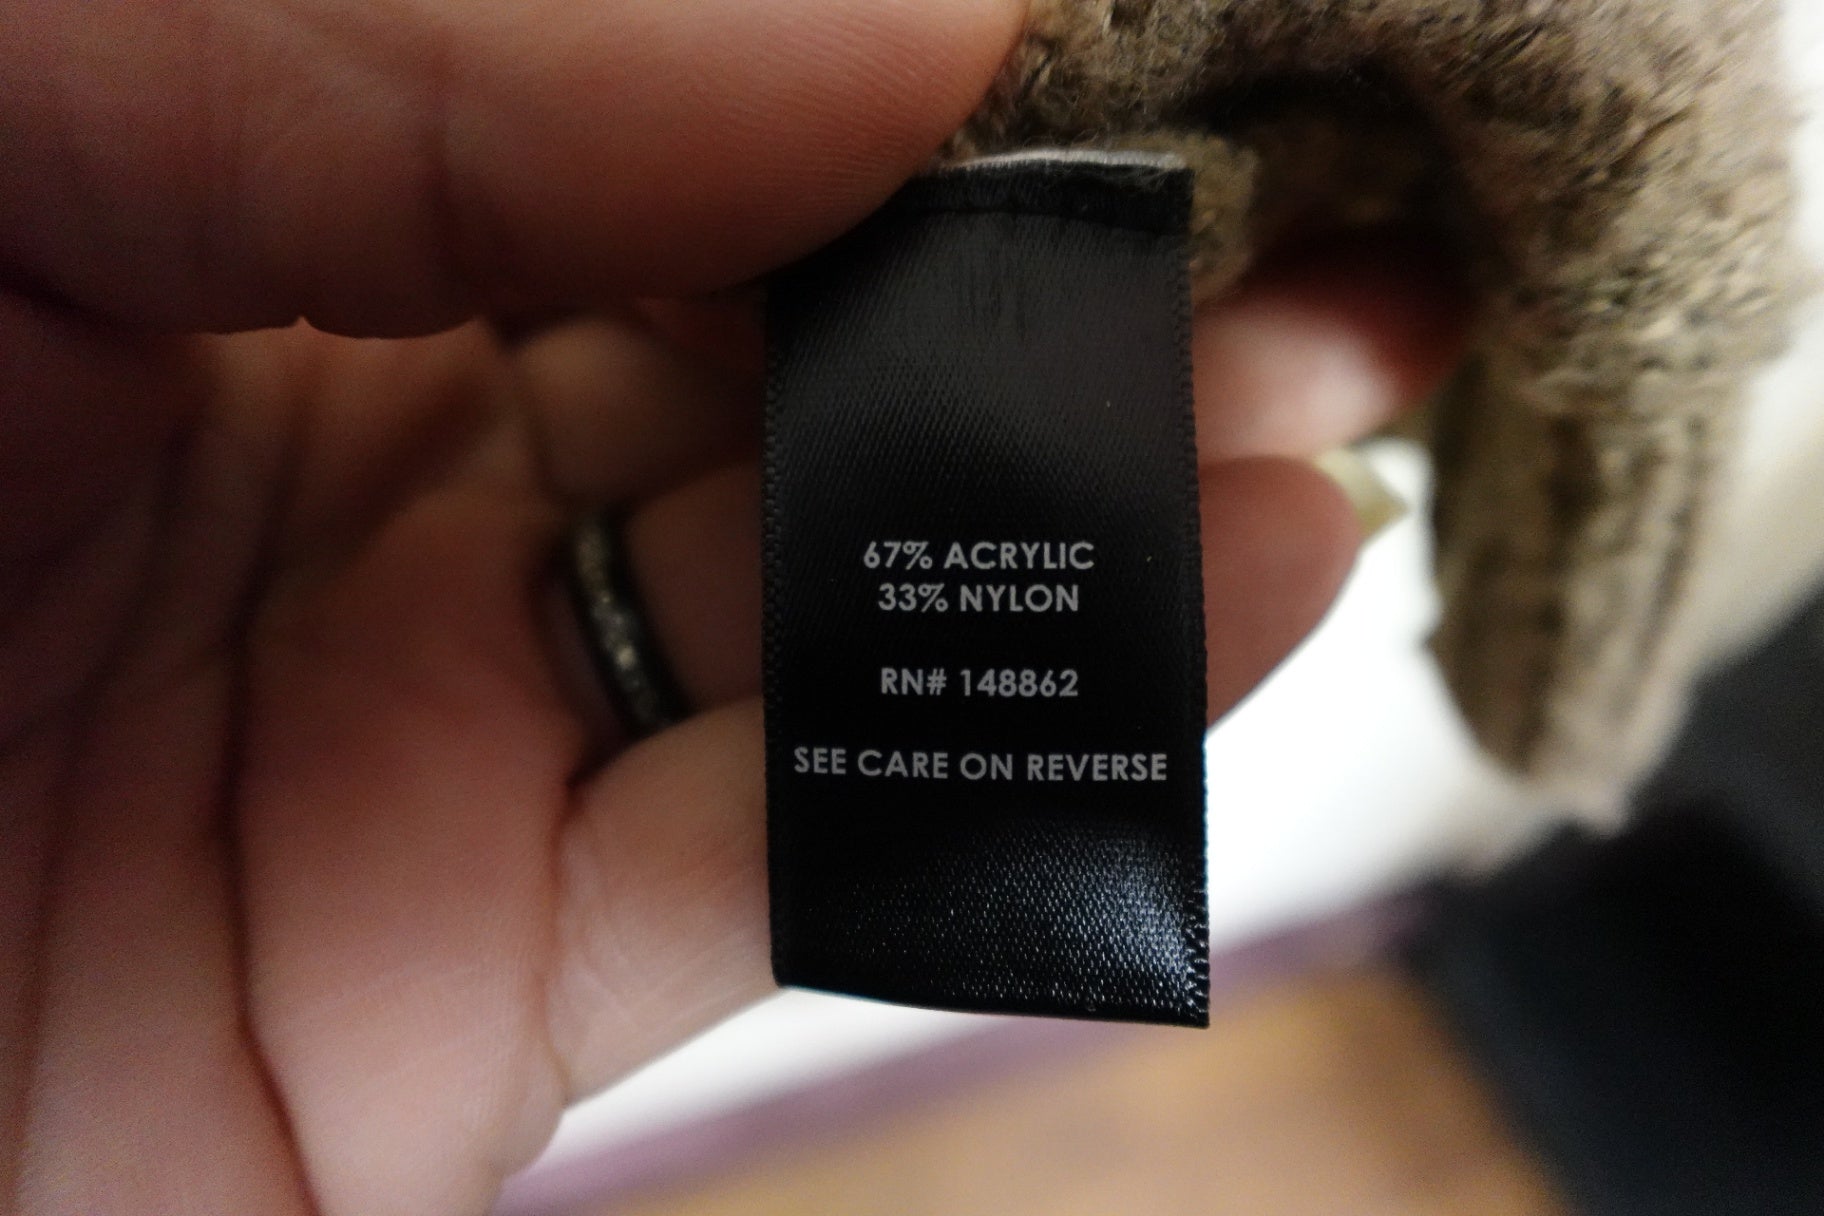 67% ACRYLIC
33% NYLON
RN# 148862
SEE CARE ON REVERSE